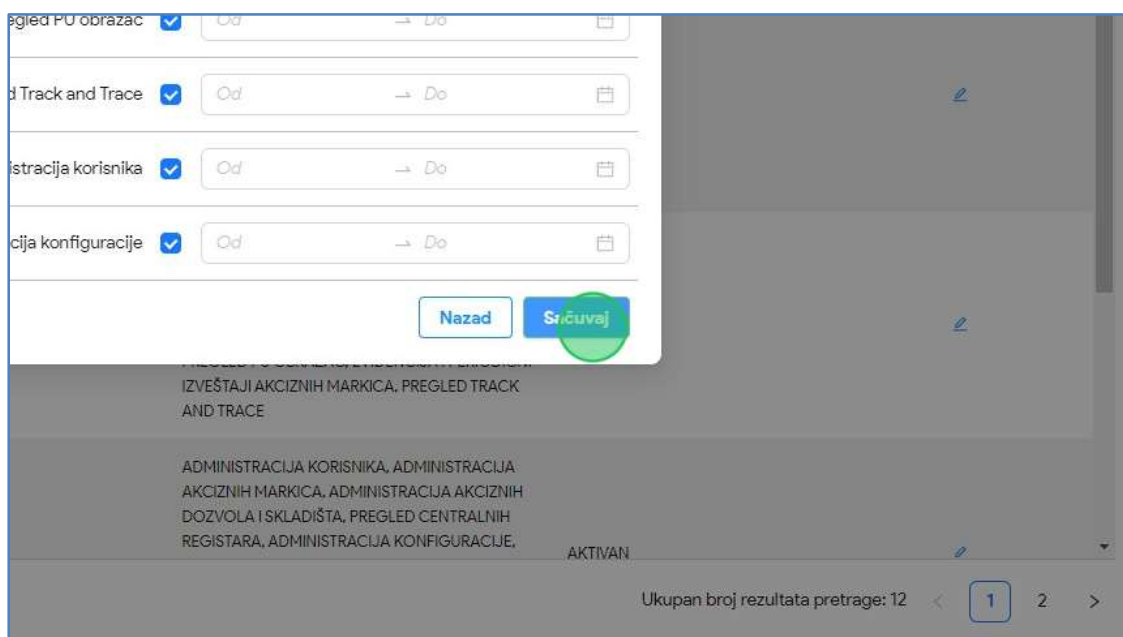 egled PU obrazac Od → Do
d Track and Trace Od → Do
istracija korisnika Od → Do
cija konfiguracije Od → Do
Nazad Sačuvaj
IZVEŠTAJI AKCIZNIH MARKICA, PREGLED TRACK
AND TRACE
ADMINISTRACIJA KORISNIKA, ADMINISTRACIJA
AKCIZNIH MARKICA, ADMINISTRACIJA AKCIZNIH
DOZVOLA I SKLADIŠTA, PREGLED CENTRALNIH
REGISTARA, ADMINISTRACIJA KONFIGURACIJE,
AKTIVAN
Ukupan broj rezultata pretrage: 12 < 1 2 >